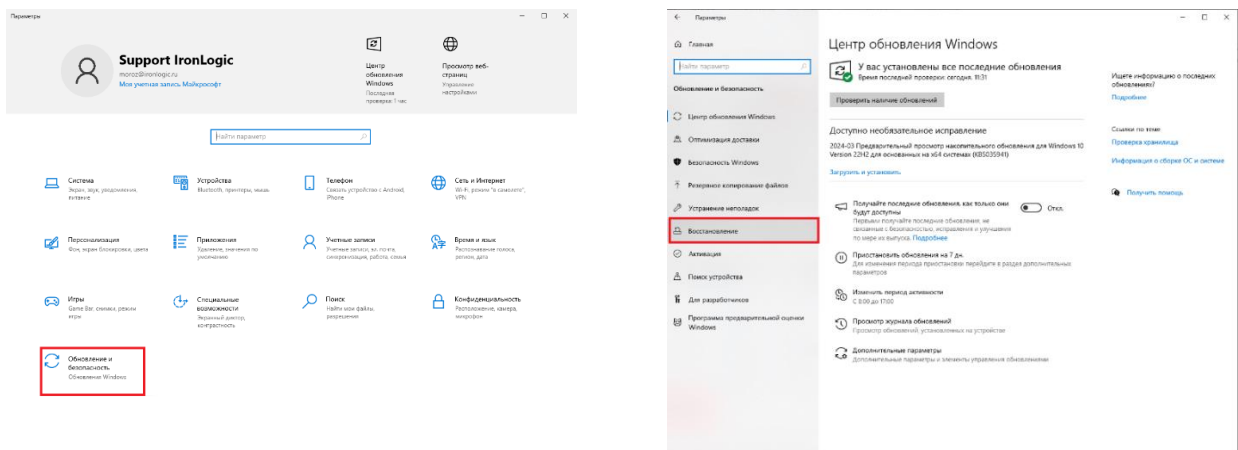 Параметры
Support IronLogic
moroz@ironlogic.ru
Моя учетная запись Майкрософт
Центр
обновления
Windows
Последняя
проверка: 1 час
Просмотр веб-
страниц
Управление
настройками
Найти параметр
Система
Экран, звук, уведомления,
питание
Устройства
Bluetooth, принтеры, мышь
Телефон
Связать устройство с Android,
iPhone
Сеть и Интернет
Wi-Fi, режим "в самолете",
VPN
Персонализация
Фон, экран блокировки, цвета
Приложения
Удаление, значения по
умолчанию
Учетные записи
Учетные записи, эл. почта,
синхронизация, работа, семья
Время и язык
Распознавание голоса,
регион, дата
Игры
Game Bar, снимки, режим
игры
Специальные
возможности
Экранный диктор,
контрастность
Поиск
Найти мои файлы,
разрешения
Конфиденциальность
Расположение, камера,
микрофон
Обновление и
безопасность
Обновления Windows
Параметры
Главная
Найти параметр
Обновление и безопасность
Центр обновления Windows
Оптимизация доставки
Безопасность Windows
Резервное копирование файлов
Устранение неполадок
Восстановление
Активация
Поиск устройства
Для разработчиков
Программа предварительной оценки
Windows
Центр обновления Windows
У вас установлены все последние обновления
Время последней проверки: сегодня, 11:31
Проверить наличие обновлений
Доступно необязательное исправление
2024-03 Предварительный просмотр накопительного обновления для Windows 10
Version 22H2 для основанных на x64 системах (KB5035941)
Загрузить и установить
Получайте последние обновления, как только они
будут доступны
Откл.
Первыми получайте последние обновления, не
связанные с безопасностью, исправления и улучшения
по мере их выпуска. Подробнее
Приостановить обновления на 7 дн.
Для изменения периода приостановки перейдите в раздел дополнительных
параметров
Изменить период активности
С 8:00 до 17:00
Просмотр журнала обновлений
Просмотр обновлений, установленных на устройстве
Дополнительные параметры
Дополнительные параметры и элементы управления обновлениями
Ищете информацию о последних
обновлениях?
Подробнее
Ссылки по теме
Проверка хранилища
Информация о сборке ОС и системе
Получить помощь